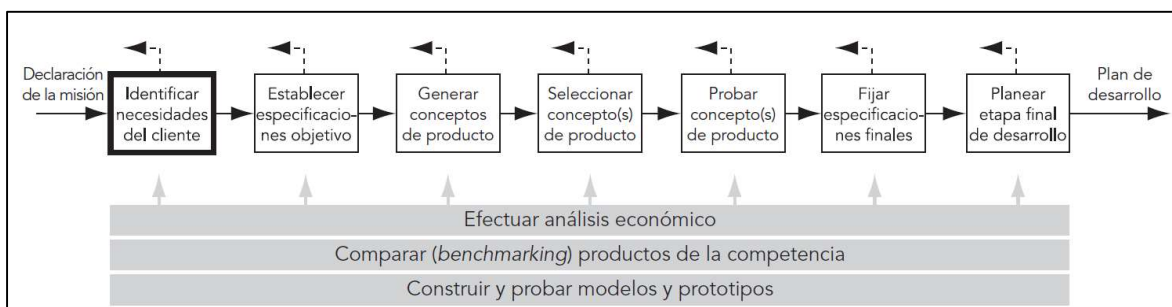 Declaración
de la misión
Identificar
necesidades
del cliente
Establecer
especificacio-
nes objetivo
Generar
conceptos
de producto
Seleccionar
concepto(s)
de producto
Probar
concepto(s)
de producto
Fijar
especificacio-
nes finales
Planear
etapa final
de desarrollo
Plan de
desarrollo
Efectuar análisis económico
Comparar (benchmarking) productos de la competencia
Construir y probar modelos y prototipos